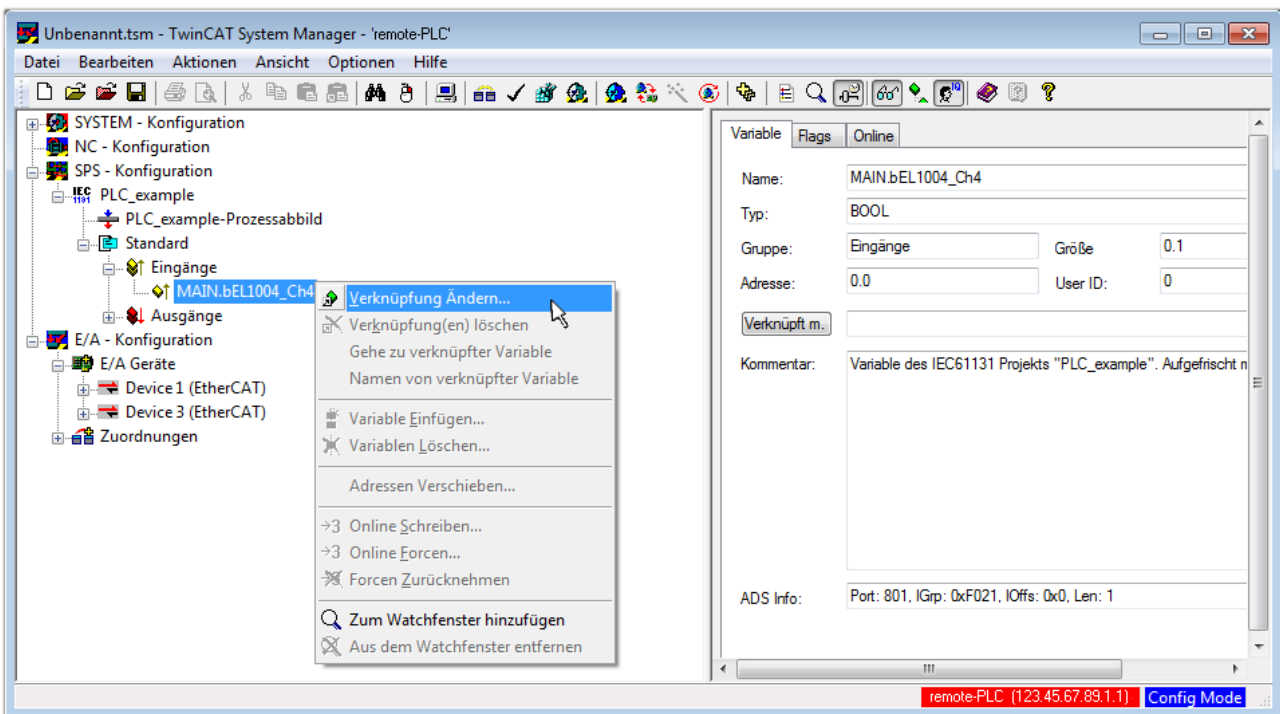 Unbenannt.tsm - TwinCAT System Manager - 'remote-PLC'
Datei Bearbeiten Aktionen Ansicht Optionen Hilfe
SYSTEM - Konfiguration
NC - Konfiguration
SPS - Konfiguration
IEC 1131 PLC_example
PLC_example-Prozessabbild
Standard
Eingänge
MAIN.bEL1004_Ch4
Ausgänge
E/A - Konfiguration
E/A Geräte
Device 1 (EtherCAT)
Device 3 (EtherCAT)
Zuordnungen
Verknüpfung Ändern...
Verknüpfung(en) löschen
Gehe zu verknüpfter Variable
Namen von verknüpfter Variable
Variable Einfügen...
Variablen Löschen...
Adressen Verschieben...
→3 Online Schreiben...
→3 Online Forcen...
Forcen Zurücknehmen
Zum Watchfenster hinzufügen
Aus dem Watchfenster entfernen
Variable Flags Online
Name: MAIN.bEL1004_Ch4
Typ: BOOL
Gruppe: Eingänge Größe 0.1
Adresse: 0.0 User ID: 0
Verknüpft m.
Kommentar: Variable des IEC61131 Projekts "PLC_example". Aufgefrischt
ADS Info: Port: 801, IGrp: 0xF021, IOffs: 0x0, Len: 1
remote-PLC (123.45.67.89.1.1) Config Mode